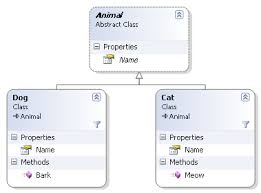 Animal
Abstract Class
Properties
Name
Dog
Class
Animal
Properties
Name
Methods
Bark
Cat
Class
Animal
Properties
Name
Methods
Meow